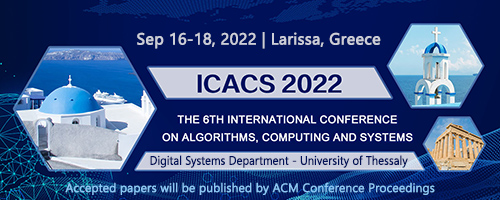 Sep 16-18, 2022 | Larissa, Greece
ICACS 2022
THE 6TH INTERNATIONAL CONFERENCE
ON ALGORITHMS, COMPUTING AND SYSTEMS
Digital Systems Department - University of Thessaly
Accepted papers will be published by ACM Conference Proceedings